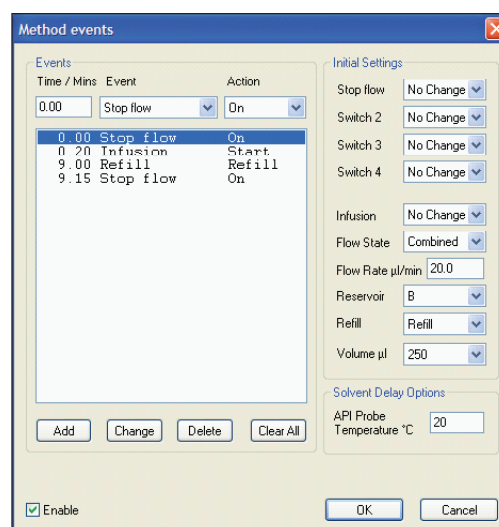 Method events
Events
Time / Mins Event Action
0.00 Stop flow On
0.00 Stop flow On
0.20 Infusion Start
9.00 Refill Refill
9.15 Stop flow On
Add Change Delete Clear All
Enable
Initial Settings
Stop flow No Change
Switch 2 No Change
Switch 3 No Change
Switch 4 No Change
Infusion No Change
Flow State Combined
Flow Rate µl/min 20.0
Reservoir B
Refill Refill
Volume µl 250
Solvent Delay Options
API Probe
Temperature °C 20
OK Cancel